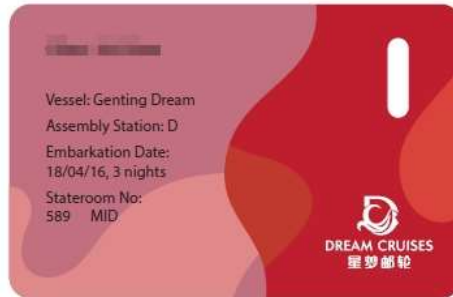 Vessel: Genting Dream
Assembly Station: D
Embarkation Date:
18/04/16, 3 nights
Stateroom No:
589 MID
DREAM CRUISES
星梦邮轮